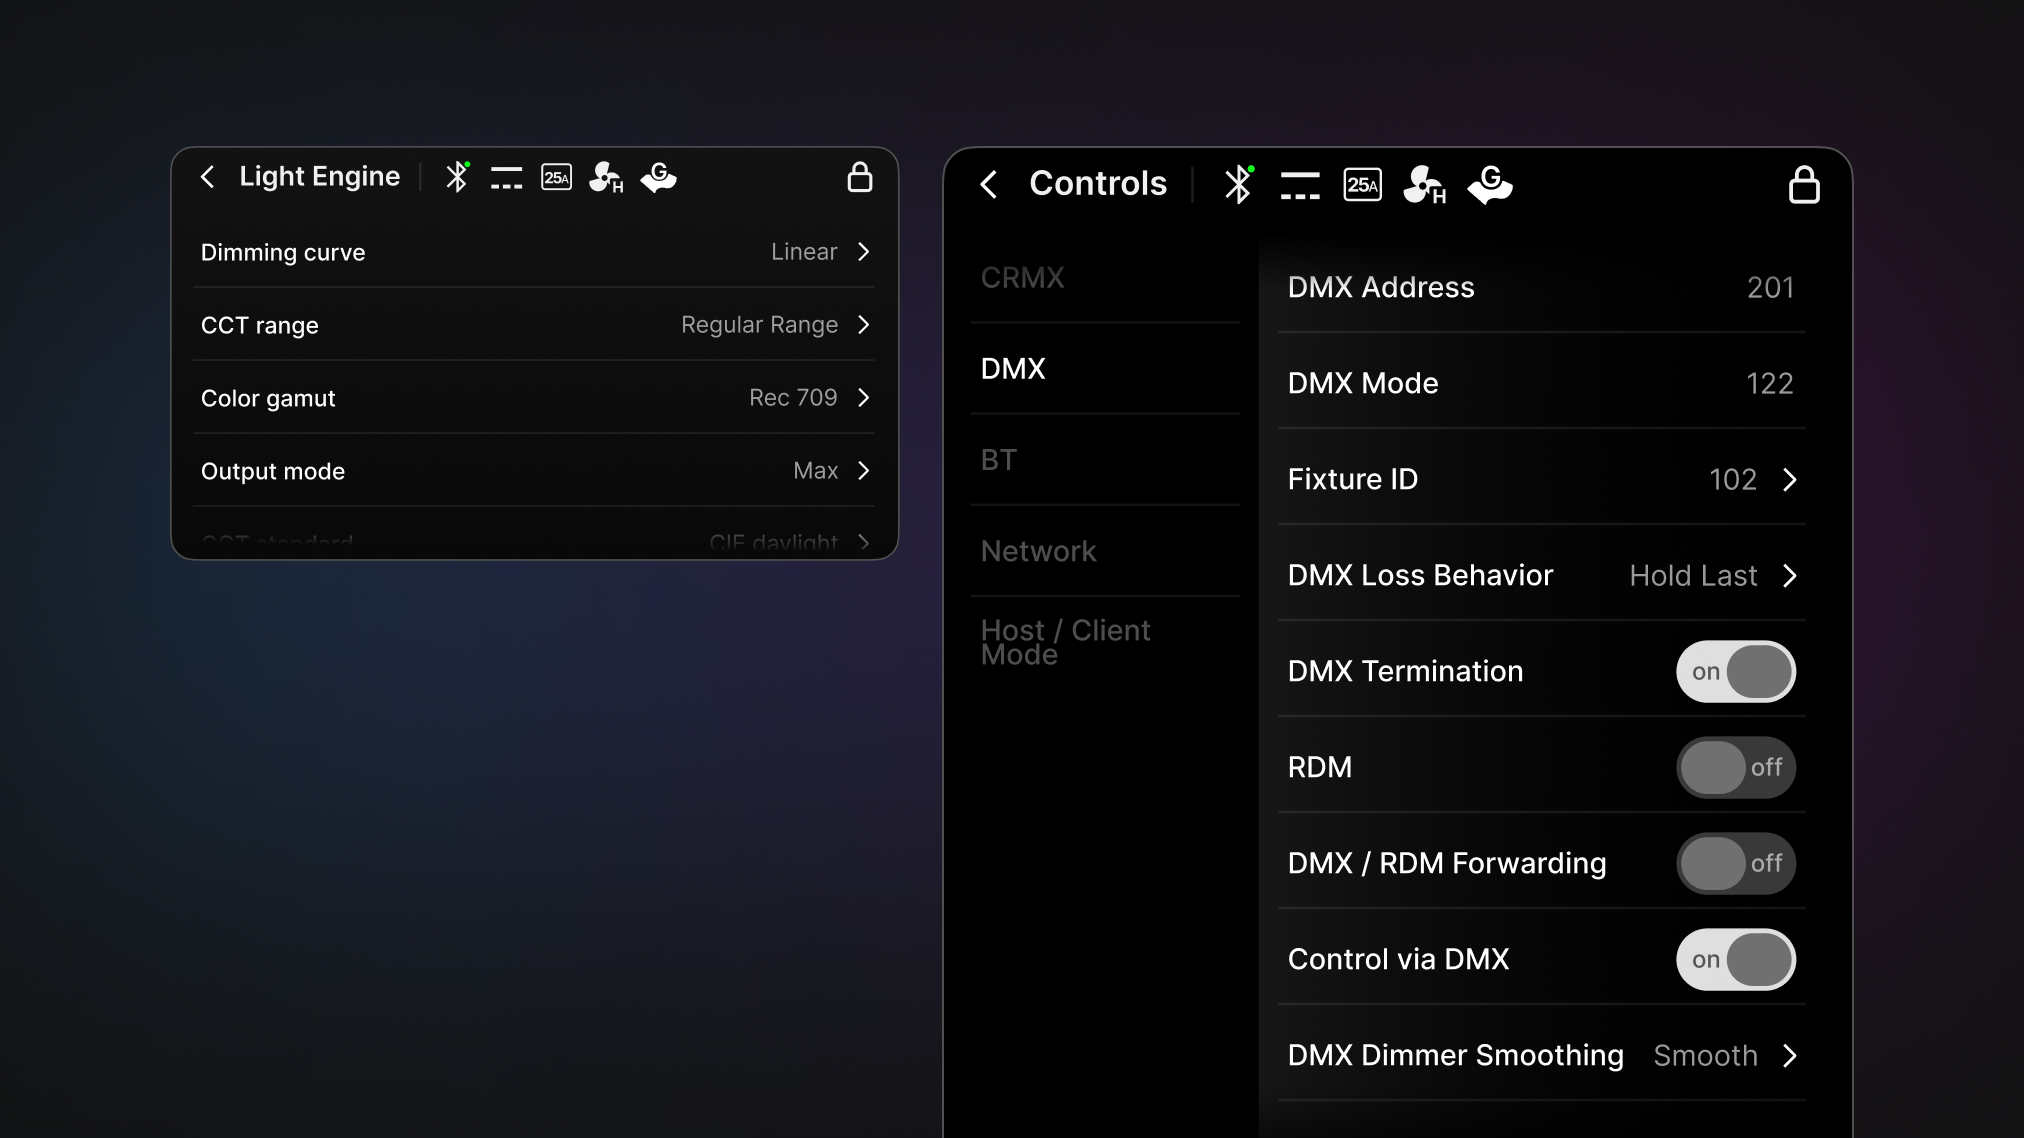 Light Engine 25A H G
Dimming curve Linear
CCT range Regular Range
Color gamut Rec 709
Output mode Max
CCT standard CIE daylight
Controls 25A H G
CRMX
DMX
BT
Network
Host / Client
Mode
DMX Address 201
DMX Mode 122
Fixture ID 102
DMX Loss Behavior Hold Last
DMX Termination on
RDM off
DMX / RDM Forwarding off
Control via DMX on
DMX Dimmer Smoothing Smooth